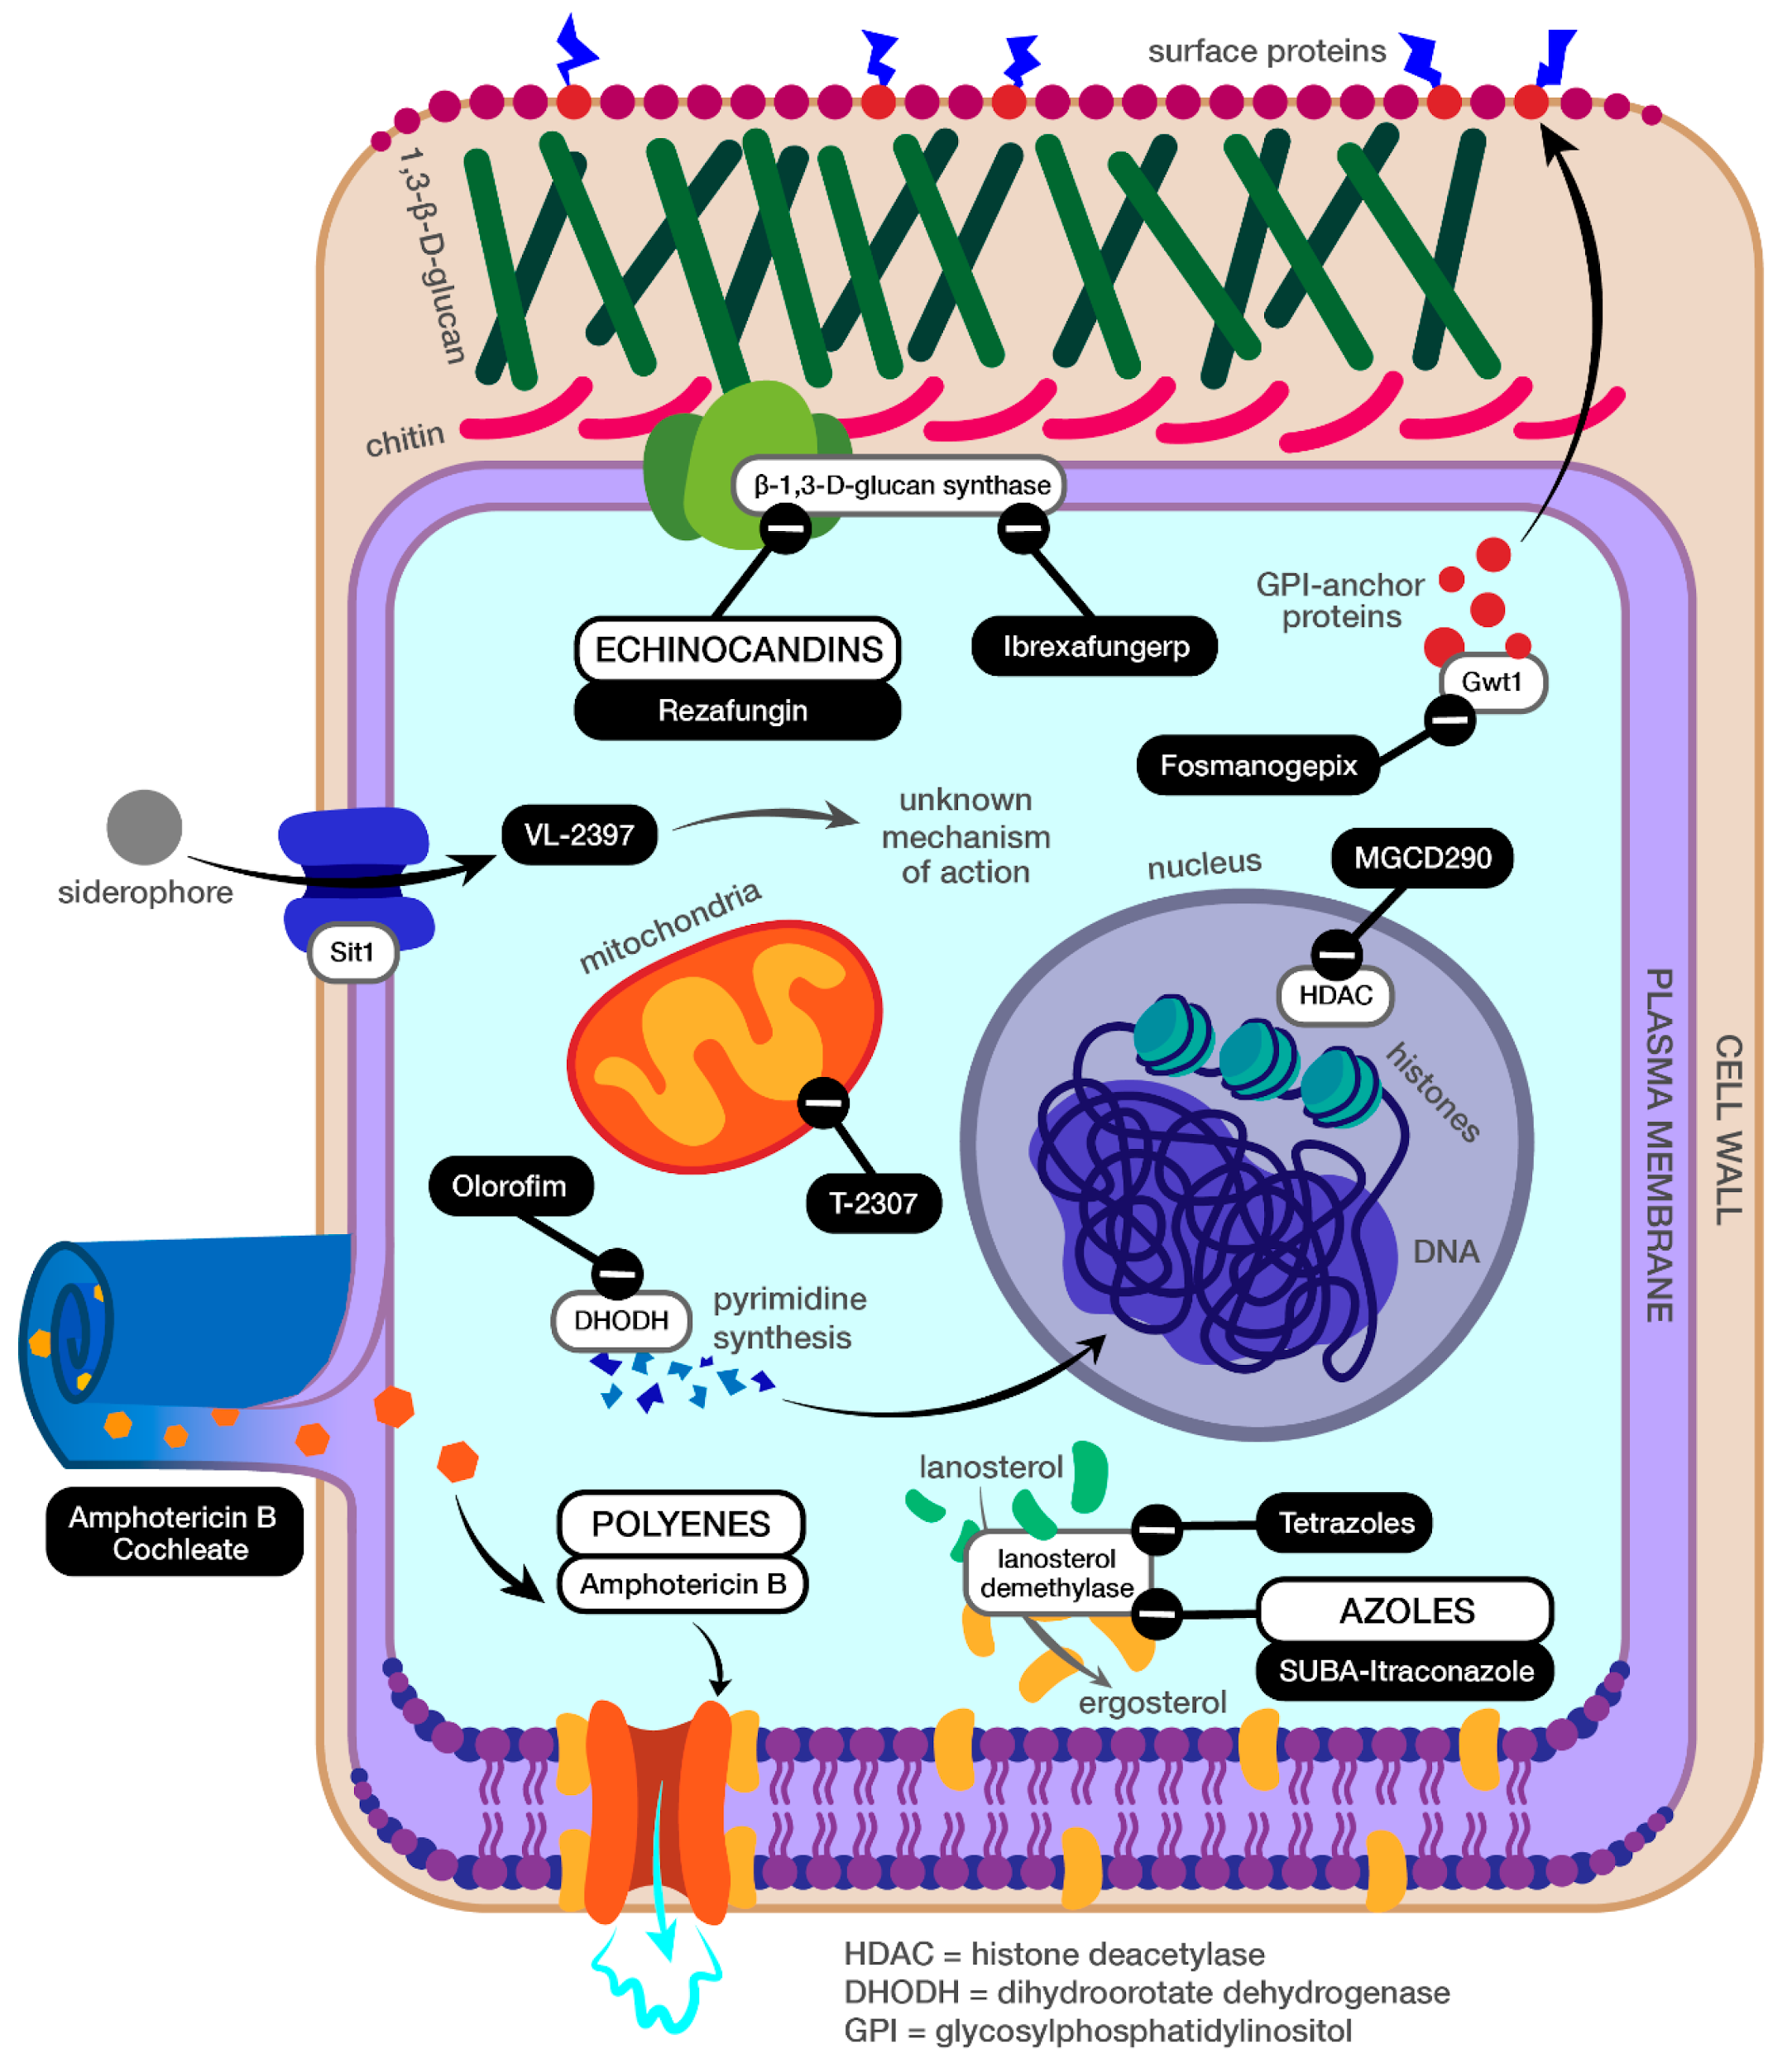 surface proteins
1,3-β-D-glucan
chitin
β-1,3-D-glucan synthase
ECHINOCANDINS
Rezafungin
Ibrexafungerp
GPI-anchor
proteins
Gwt1
Fosmanogepix
siderophore
Sit1
VL-2397
unknown
mechanism
of action
nucleus
MGCD290
HDAC
histones
DNA
mitochondria
T-2307
PLASMA MEMBRANE
CELL WALL
Olorofim
DHODH
pyrimidine
synthesis
Amphotericin B
Cochleate
POLYENES
Amphotericin B
lanosterol
lanosterol
demethylase
Tetrazoles
AZOLES
SUBA-Itraconazole
ergosterol
HDAC = histone deacetylase
DHODH = dihydroorotate dehydrogenase
GPI = glycosylphosphatidylinositol